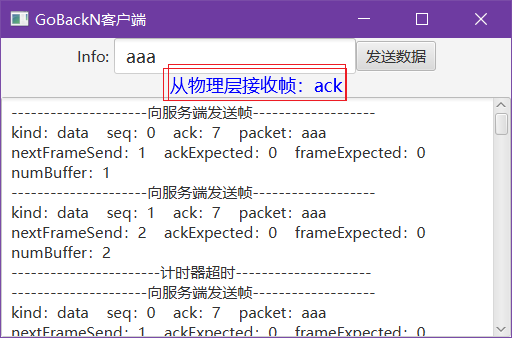 GoBackN客户端
Info: aaa 发送数据
从物理层接收帧：ack
--------------------向服务端发送帧------------------
kind：data seq：0 ack：7 packet：aaa
nextFrameSend：1 ackExpected：0 frameExpected：0
numBuffer：1
--------------------向服务端发送帧------------------
kind：data seq：1 ack：7 packet：aaa
nextFrameSend：2 ackExpected：0 frameExpected：0
numBuffer：2
----------------------计时器超时--------------------
--------------------向服务端发送帧------------------
kind：data seq：0 ack：7 packet：aaa
nextFrameSend：1 ackExpected：0 frameExpected：0